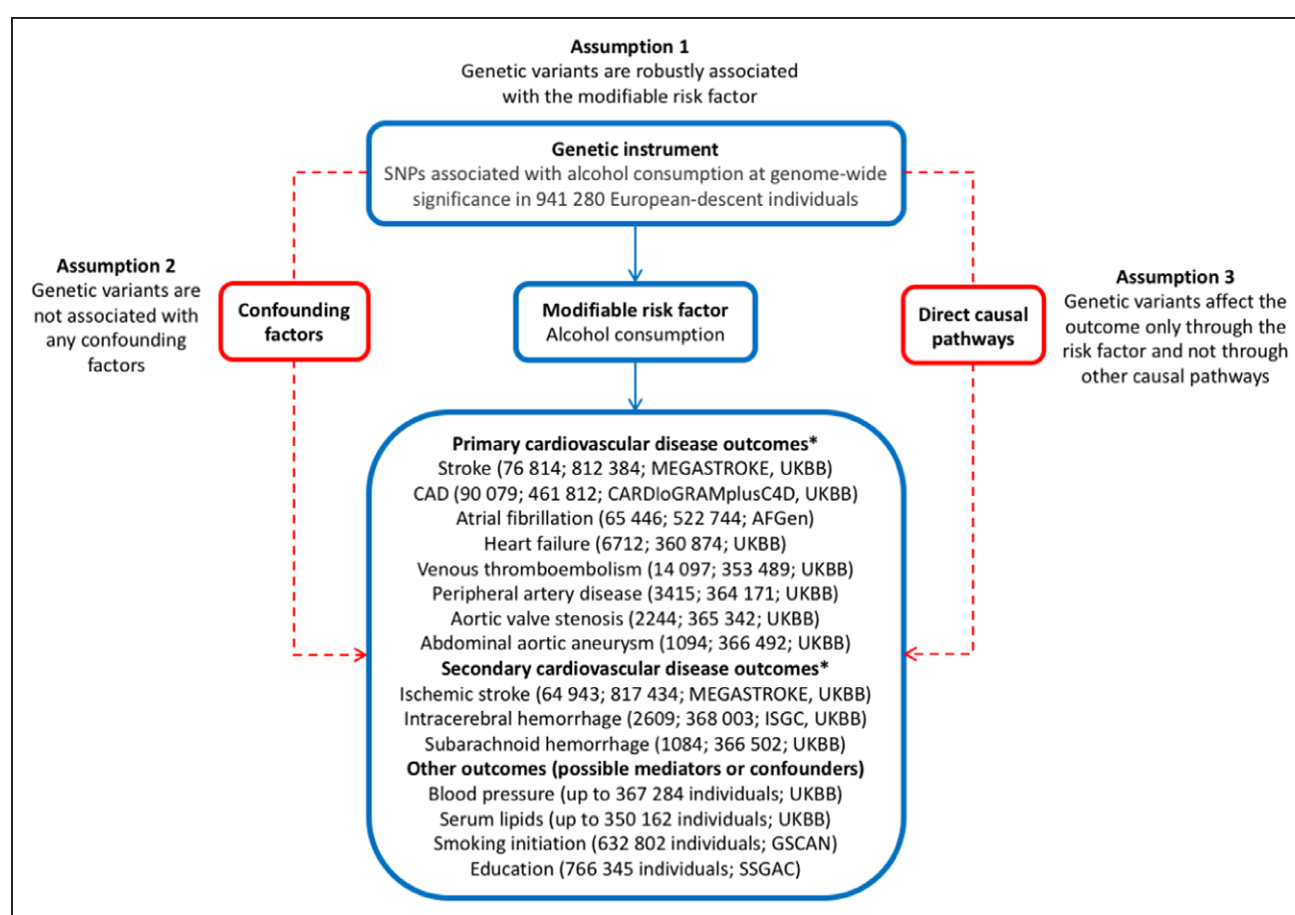 Assumption 1
Genetic variants are robustly associated
with the modifiable risk factor
Genetic instrument
SNPs associated with alcohol consumption at genome-wide
significance in 941 280 European-descent individuals
Assumption 2
Genetic variants are
not associated with
any confounding
factors
Confounding
factors
Modifiable risk factor
Alcohol consumption
Direct causal
pathways
Assumption 3
Genetic variants affect the
outcome only through the
risk factor and not through
other causal pathways
Primary cardiovascular disease outcomes*
Stroke (76 814; 812 384; MEGASTROKE, UKBB)
CAD (90 079; 461 812; CARDIoGRAMplusC4D, UKBB)
Atrial fibrillation (65 446; 522 744; AFGen)
Heart failure (6712; 360 874; UKBB)
Venous thromboembolism (14 097; 353 489; UKBB)
Peripheral artery disease (3415; 364 171; UKBB)
Aortic valve stenosis (2244; 365 342; UKBB)
Abdominal aortic aneurysm (1094; 366 492; UKBB)
Secondary cardiovascular disease outcomes*
Ischemic stroke (64 943; 817 434; MEGASTROKE, UKBB)
Intracerebral hemorrhage (2609; 368 003; ISGC, UKBB)
Subarachnoid hemorrhage (1084; 366 502; UKBB)
Other outcomes (possible mediators or confounders)
Blood pressure (up to 367 284 individuals; UKBB)
Serum lipids (up to 350 162 individuals; UKBB)
Smoking initiation (632 802 individuals; GSCAN)
Education (766 345 individuals; SSGAC)